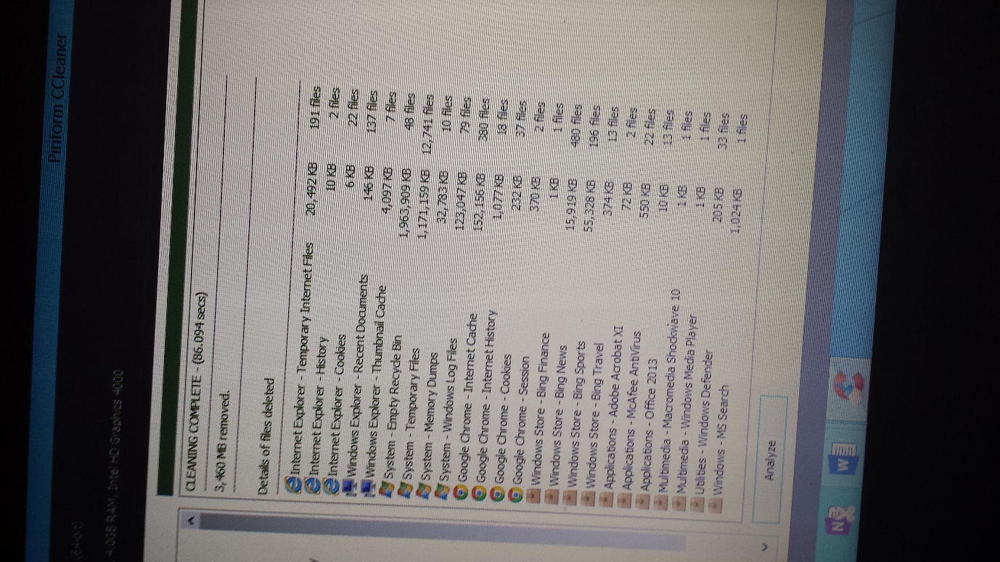 Piriform CCleaner
(64-bit)
4.0GB RAM, Intel HD Graphics 4000
CLEANING COMPLETE - (86.094 secs)
3,460 MB removed.
Details of files deleted
Internet Explorer - Temporary Internet Files 20,492 KB 191 files
Internet Explorer - History 10 KB 2 files
Internet Explorer - Cookies 6 KB 22 files
Windows Explorer - Recent Documents 146 KB 137 files
Windows Explorer - Thumbnail Cache 4,097 KB 7 files
System - Empty Recycle Bin 1,963,909 KB 48 files
System - Temporary Files 1,171,159 KB 12,741 files
System - Memory Dumps 32,783 KB 10 files
System - Windows Log Files 123,047 KB 79 files
Google Chrome - Internet Cache 152,156 KB 380 files
Google Chrome - Internet History 1,077 KB 18 files
Google Chrome - Cookies 232 KB 37 files
Google Chrome - Session 370 KB 2 files
Windows Store - Bing Finance 1 KB 1 files
Windows Store - Bing News 15,919 KB 480 files
Windows Store - Bing Sports 55,328 KB 196 files
Windows Store - Bing Travel 374 KB 13 files
Applications - Adobe Acrobat XI 72 KB 2 files
Applications - McAfee AntiVirus 550 KB 22 files
Applications - Office 2013 10 KB 13 files
Multimedia - Macromedia Shockwave 10 1 KB 1 files
Multimedia - Windows Media Player 1 KB 1 files
Utilities - Windows Defender 205 KB 33 files
Windows - MS Search 1,024 KB 1 files
Analyze